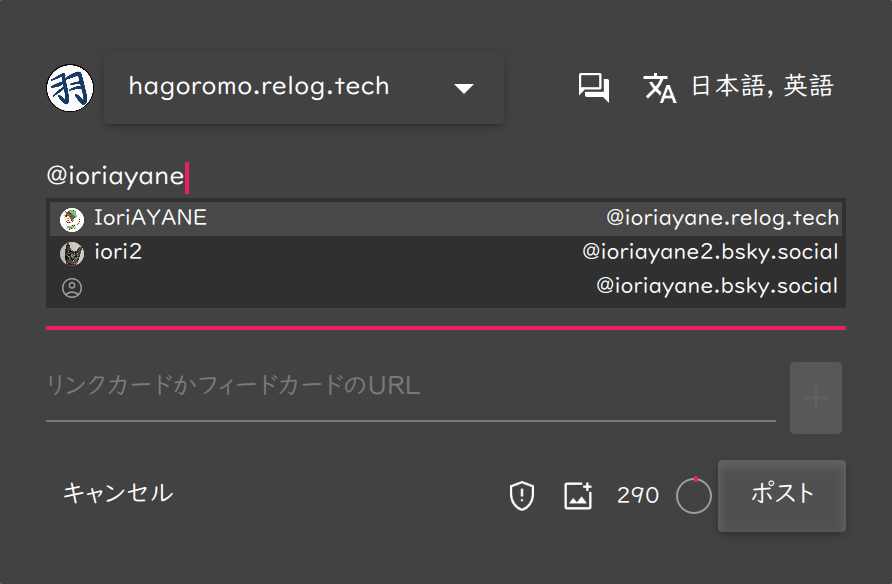 羽 hagoromo.relog.tech 日本語, 英語
@ioriayane
IoriAYANE @ioriayane.relog.tech
iori2 @ioriayane2.bsky.social
@ioriayane.bsky.social
リンクカードかフィードカードのURL
キャンセル 290 ポスト